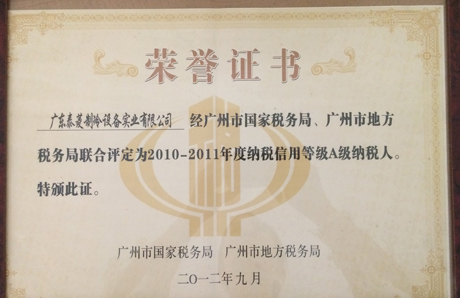 荣誉证书
广东泰菱制冷设备实业有限公司 经广州市国家税务局、广州市地方
税务局联合评定为2010-2011年度纳税信用等级A级纳税人。
特颁此证。
广州市国家税务局 广州市地方税务局
二〇一二年九月